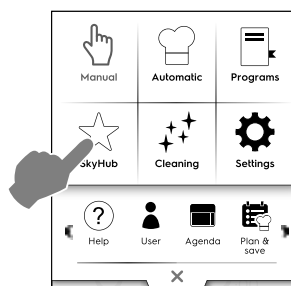 Manual Automatic Programs
SkyHub Cleaning Settings
?
Help User Agenda Plan &
save